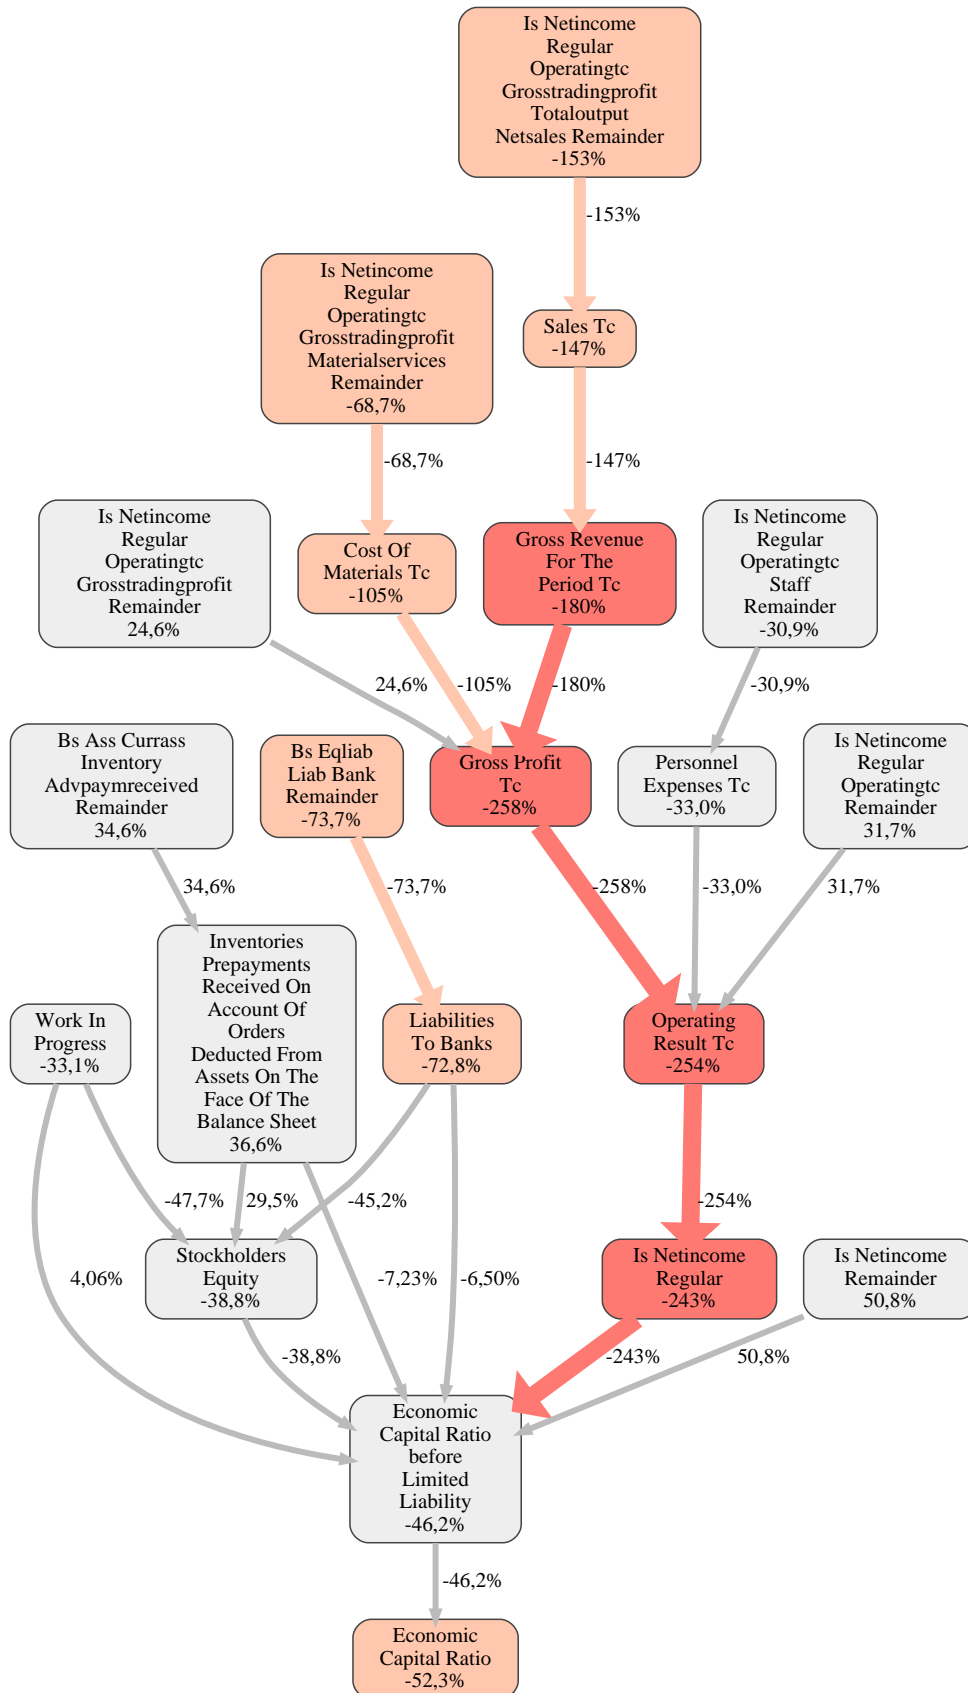 Is Netincome
Regular
Operatingtc
Grosstradingprofit
Totaloutput
Netsales Remainder
-153%
-153%
Is Netincome
Regular
Operatingtc
Grosstradingprofit
Materialservices
Remainder
-68,7%
Sales Tc
-147%
-68,7%
-147%
Is Netincome
Regular
Operatingtc
Grosstradingprofit
Remainder
24,6%
Cost Of
Materials Tc
-105%
Gross Revenue
For The
Period Tc
-180%
Is Netincome
Regular
Operatingtc
Staff
Remainder
-30,9%
24,6%
-105%
-180%
-30,9%
Bs Ass Currass
Inventory
Advpaymreceived
Remainder
34,6%
Bs Eqliab
Liab Bank
Remainder
-73,7%
Gross Profit
Tc
-258%
Personnel
Expenses Tc
-33,0%
Is Netincome
Regular
Operatingtc
Remainder
31,7%
34,6%
-73,7%
-258%
-33,0%
31,7%
Work In
Progress
-33,1%
Inventories
Prepayments
Received On
Account Of
Orders
Deducted From
Assets On The
Face Of The
Balance Sheet
36,6%
Liabilities
To Banks
-72,8%
Operating
Result Tc
-254%
-47,7%
29,5%
-45,2%
-254%
4,06%
Stockholders
Equity
-38,8%
-7,23%
-6,50%
Is Netincome
Regular
-243%
Is Netincome
Remainder
50,8%
-38,8%
-243%
50,8%
Economic
Capital Ratio
before
Limited
Liability
-46,2%
-46,2%
Economic
Capital Ratio
-52,3%